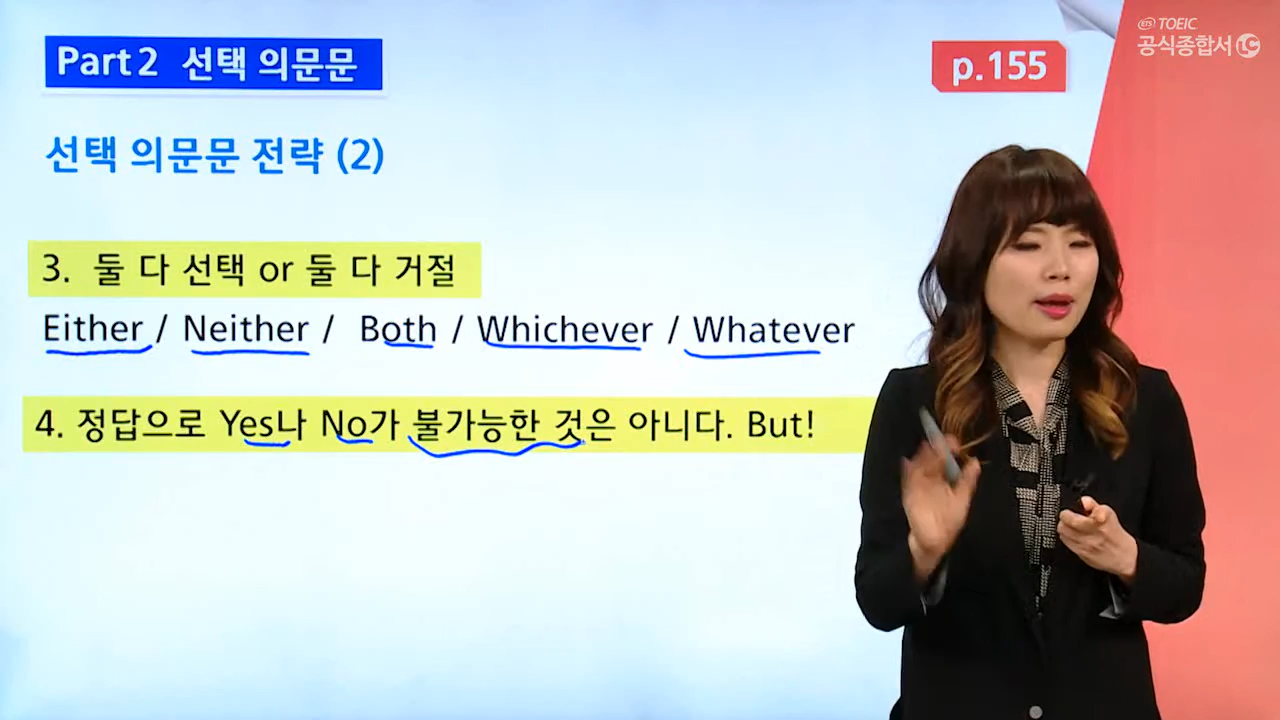 Part 2 선택 의문문
p.155
ETS TOEIC
공식종합서 LC
선택 의문문 전략 (2)
3. 둘 다 선택 or 둘 다 거절
Either / Neither / Both / Whichever / Whatever
4. 정답으로 Yes나 No가 불가능한 것은 아니다. But!